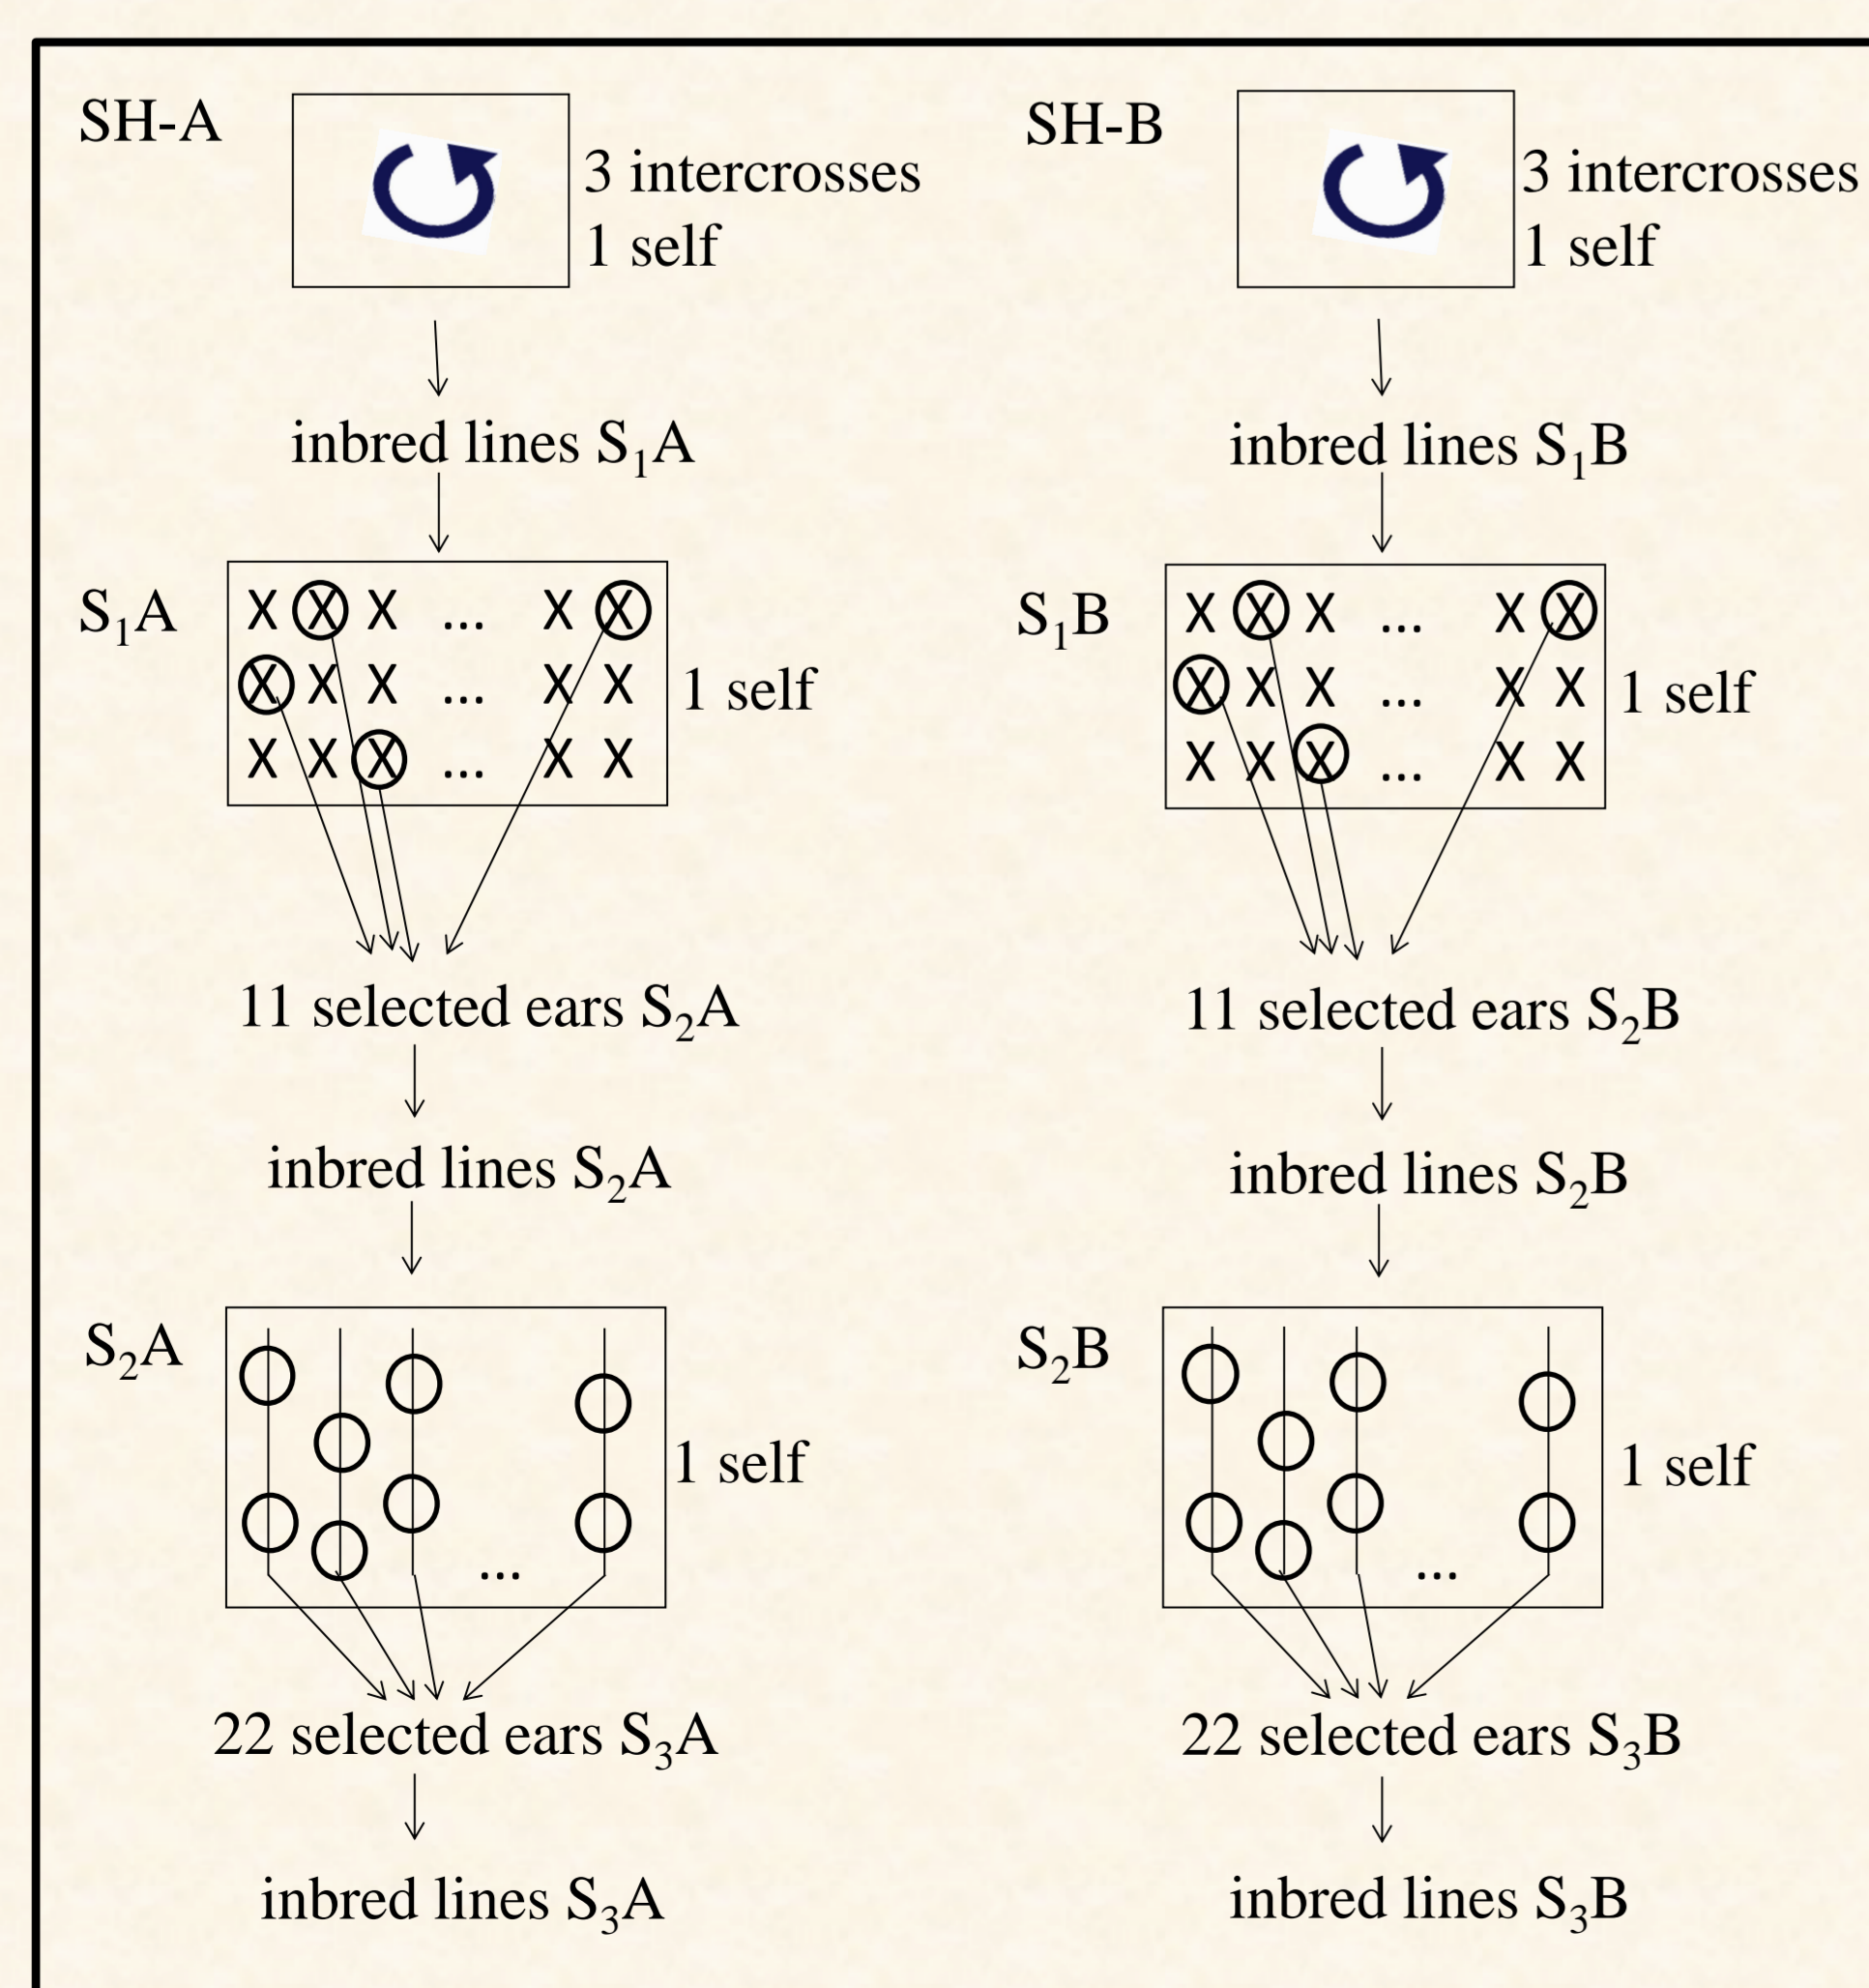 SH-A
3 intercrosses
1 self
inbred lines S₁A
S₁A
X X X ... X X
X X X ... X X
X X X ... X X
1 self
11 selected ears S₂A
inbred lines S₂A
S₂A
...
1 self
22 selected ears S₃A
inbred lines S₃A
SH-B
3 intercrosses
1 self
inbred lines S₁B
S₁B
X X X ... X X
X X X ... X X
X X X ... X X
1 self
11 selected ears S₂B
inbred lines S₂B
S₂B
...
1 self
22 selected ears S₃B
inbred lines S₃B